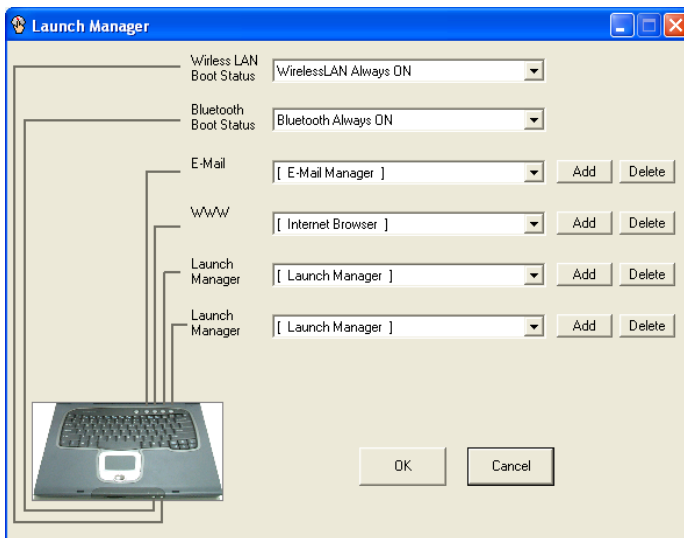 Launch Manager
Wirless LAN
Boot Status
WirelessLAN Always ON
Bluetooth
Boot Status
Bluetooth Always ON
E-Mail
[ E-Mail Manager ]
Add
Delete
WWW
[ Internet Browser ]
Add
Delete
Launch
Manager
[ Launch Manager ]
Add
Delete
Launch
Manager
[ Launch Manager ]
Add
Delete
OK
Cancel